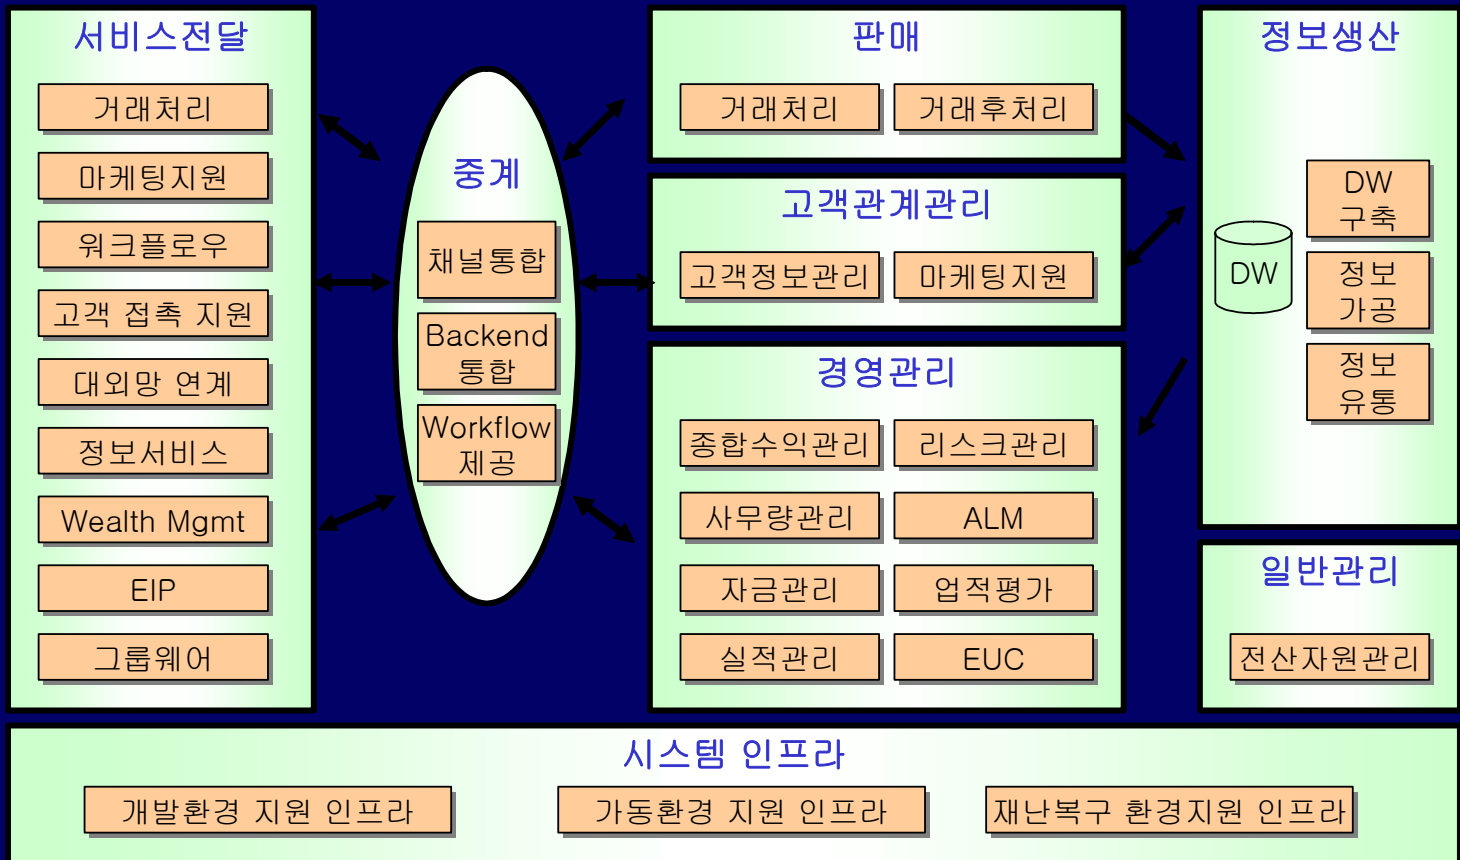 서비스전달
거래처리
마케팅지원
워크플로우
고객 접촉 지원
대외망 연계
정보서비스
Wealth Mgmt
EIP
그룹웨어
중계
채널통합
Backend
통합
Workflow
제공
판매
거래처리
거래후처리
고객관계관리
고객정보관리
마케팅지원
경영관리
종합수익관리
리스크관리
사무량관리
ALM
자금관리
업적평가
실적관리
EUC
정보생산
DW
DW
구축
정보
가공
정보
유통
일반관리
전산자원관리
시스템 인프라
개발환경 지원 인프라
가동환경 지원 인프라
재난복구 환경지원 인프라